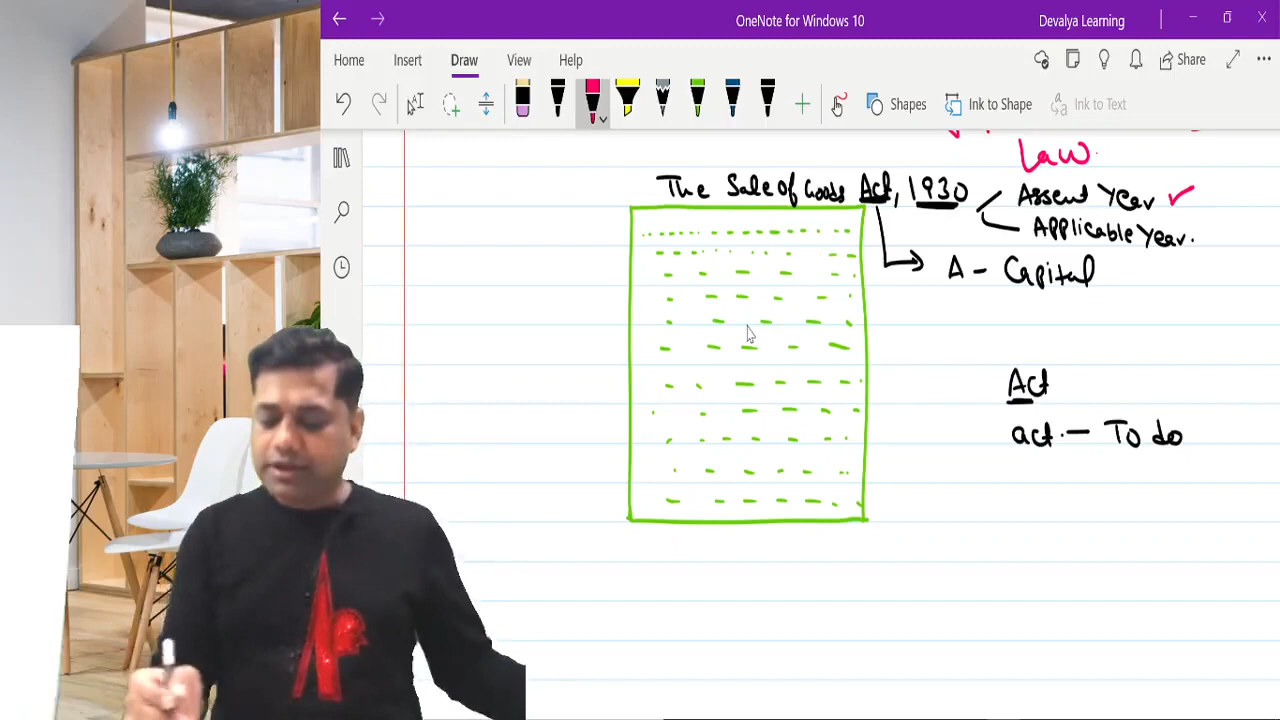 OneNote for Windows 10
Devalya Learning
Home Insert Draw View Help
Share
Shapes
Ink to Shape
Ink to Text
Law.
The Sale of Goods Act, 1930
Assent Year ✓
Applicable Year.
A - Capital
Act
act. - To do
AR